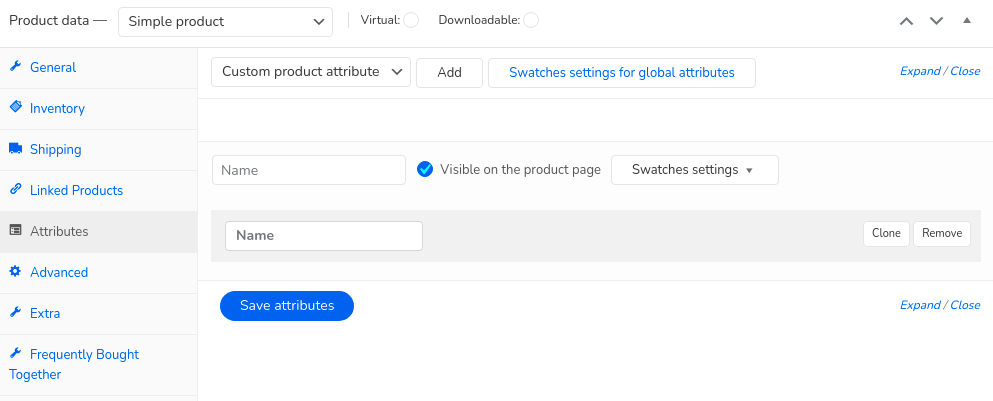 Product data — Simple product Virtual: Downloadable:
General
Inventory
Shipping
Linked Products
Attributes
Advanced
Extra
Frequently Bought
Together
Custom product attribute Add Swatches settings for global attributes Expand / Close
Name Visible on the product page Swatches settings
Name Clone Remove
Save attributes Expand / Close